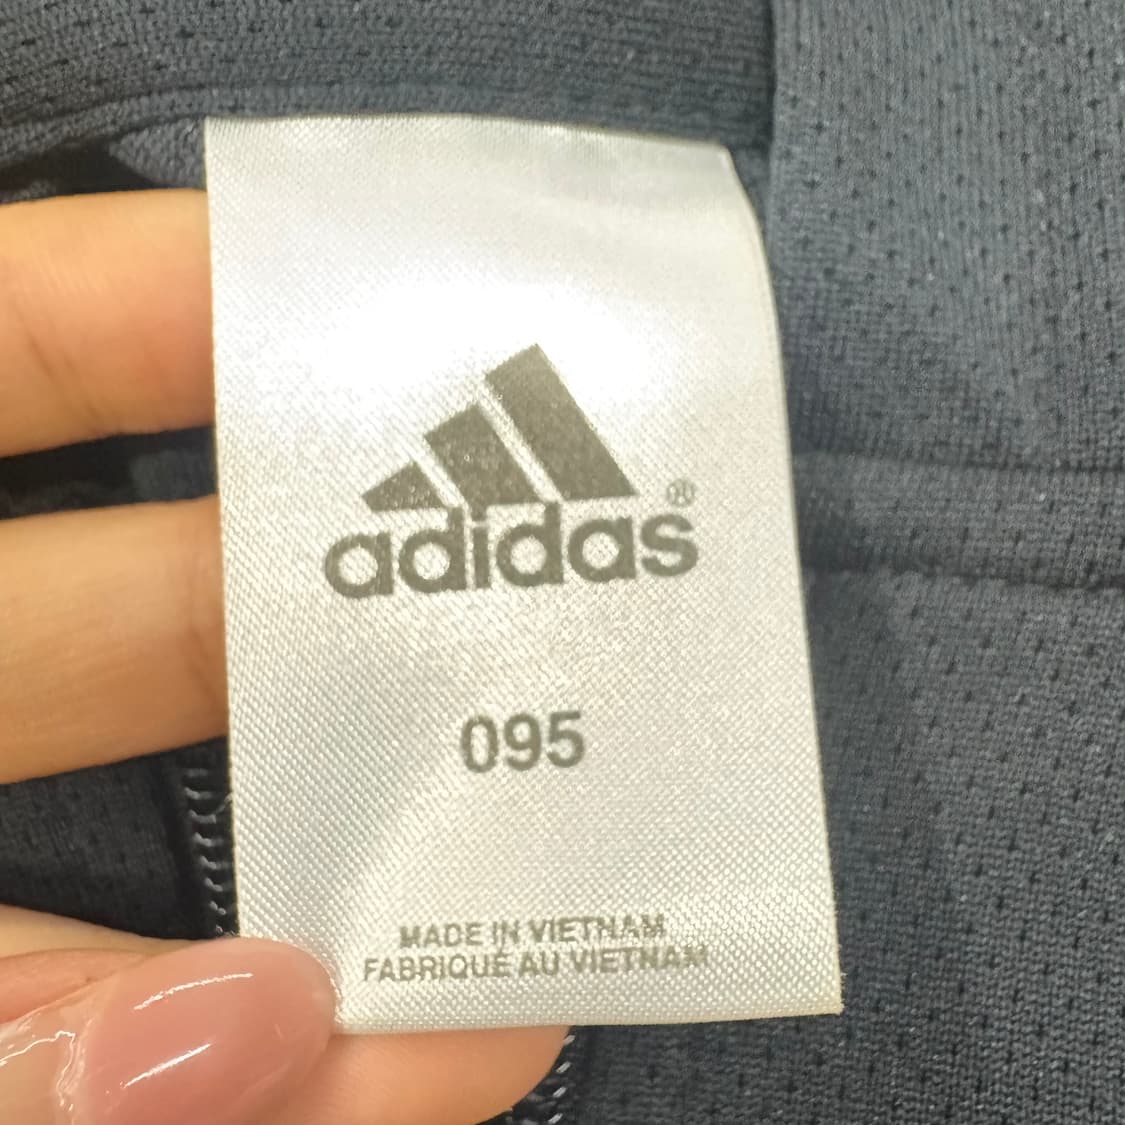 adidas®
095
MADE IN VIETNAM
FABRIQUÉ AU VIETNAM